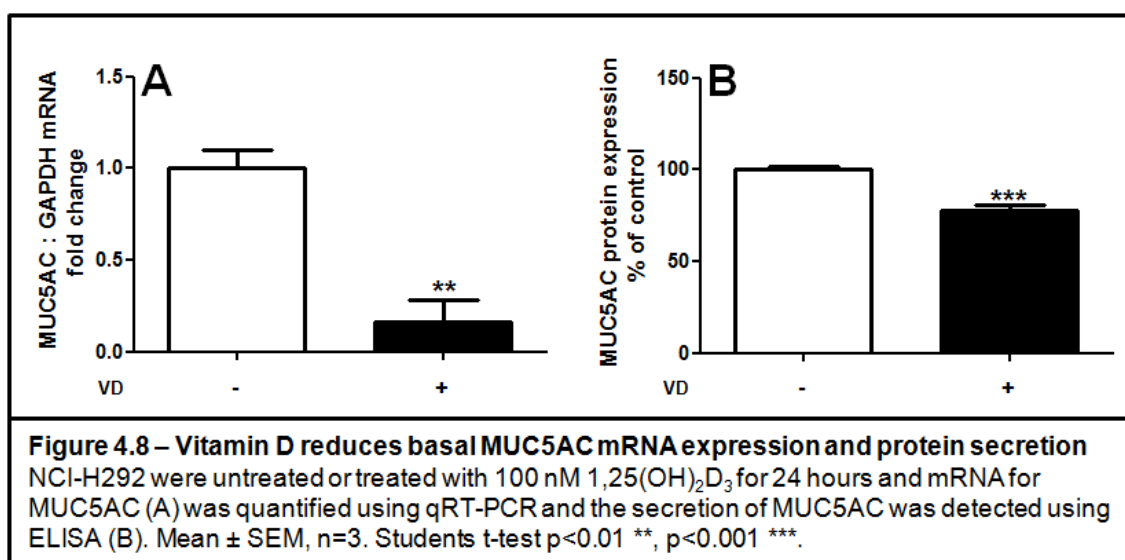 A
MUC5AC : GAPDH mRNA
fold change
1.5
1.0
0.5
0.0
**
VD - +
B
MUC5AC protein expression
% of control
150
100
50
0
***
VD - +
Figure 4.8 – Vitamin D reduces basal MUC5AC mRNA expression and protein secretion
NCI-H292 were untreated or treated with 100 nM 1,25(OH)₂D₃ for 24 hours and mRNA for
MUC5AC (A) was quantified using qRT-PCR and the secretion of MUC5AC was detected using
ELISA (B). Mean ± SEM, n=3. Students t-test p<0.01 **, p<0.001 ***.